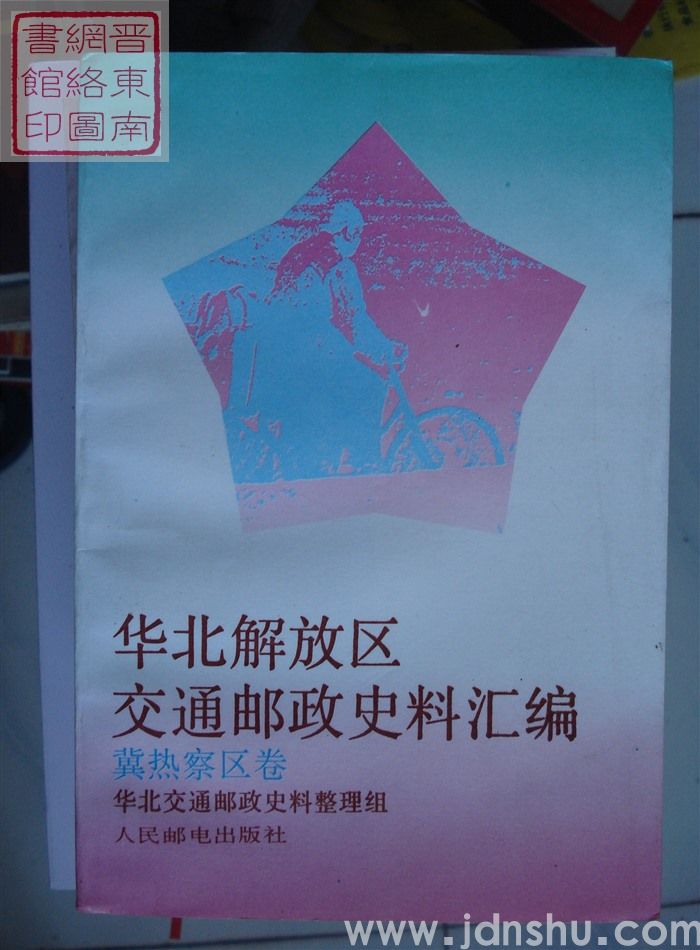 晋東南
網絡圖
書館印
华北解放区
交通邮政史料汇编
冀热察区卷
华北交通邮政史料整理组
人民邮电出版社
www.jdnshu.com